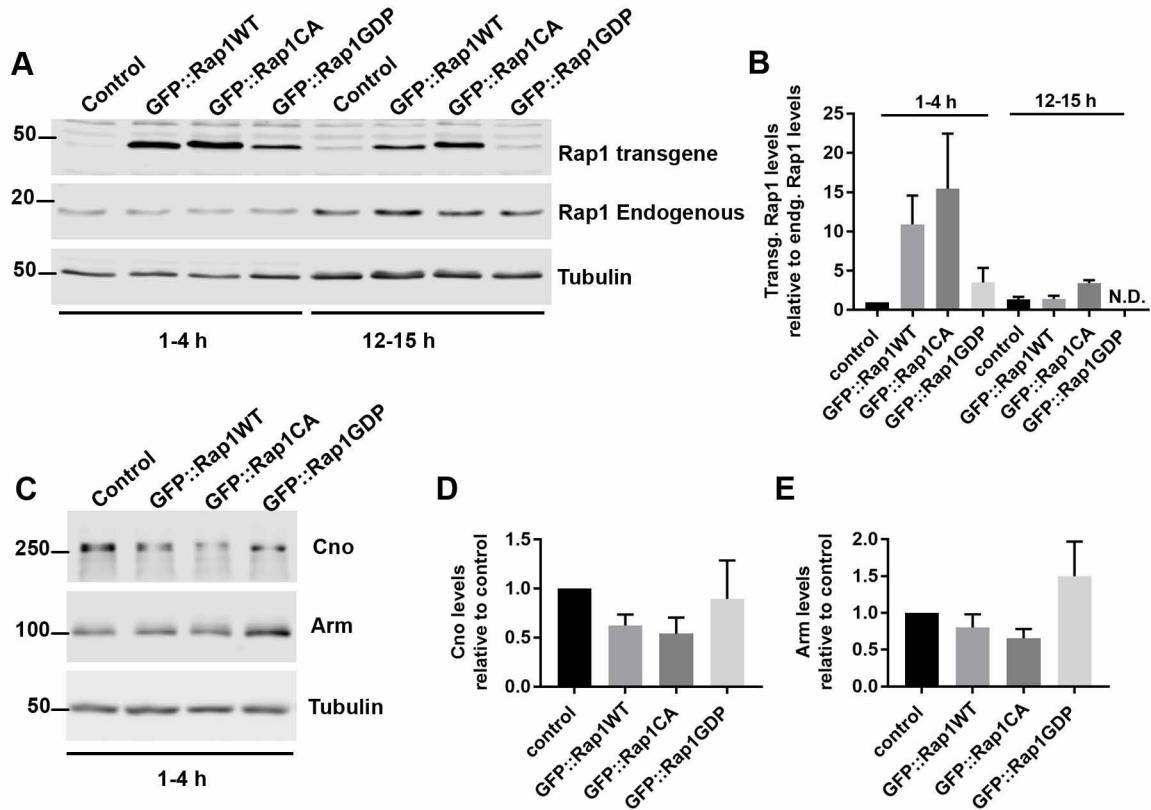 A
Control
GFP::Rap1WT
GFP::Rap1CA
GFP::Rap1GDP
Control
GFP::Rap1WT
GFP::Rap1CA
GFP::Rap1GDP
50
Rap1 transgene
20
Rap1 Endogenous
50
Tubulin
1-4 h
12-15 h
B
1-4 h
12-15 h
Transg. Rap1 levels
relative to endg. Rap1 levels
25
20
15
10
5
0
N.D.
control
GFP::Rap1WT
GFP::Rap1CA
GFP::Rap1GDP
control
GFP::Rap1WT
GFP::Rap1CA
GFP::Rap1GDP
C
Control
GFP::Rap1WT
GFP::Rap1CA
GFP::Rap1GDP
250
Cno
100
Arm
50
Tubulin
1-4 h
D
Cno levels
relative to control
1.5
1.0
0.5
0.0
control
GFP::Rap1WT
GFP::Rap1CA
GFP::Rap1GDP
E
Arm levels
relative to control
2.0
1.5
1.0
0.5
0.0
control
GFP::Rap1WT
GFP::Rap1CA
GFP::Rap1GDP